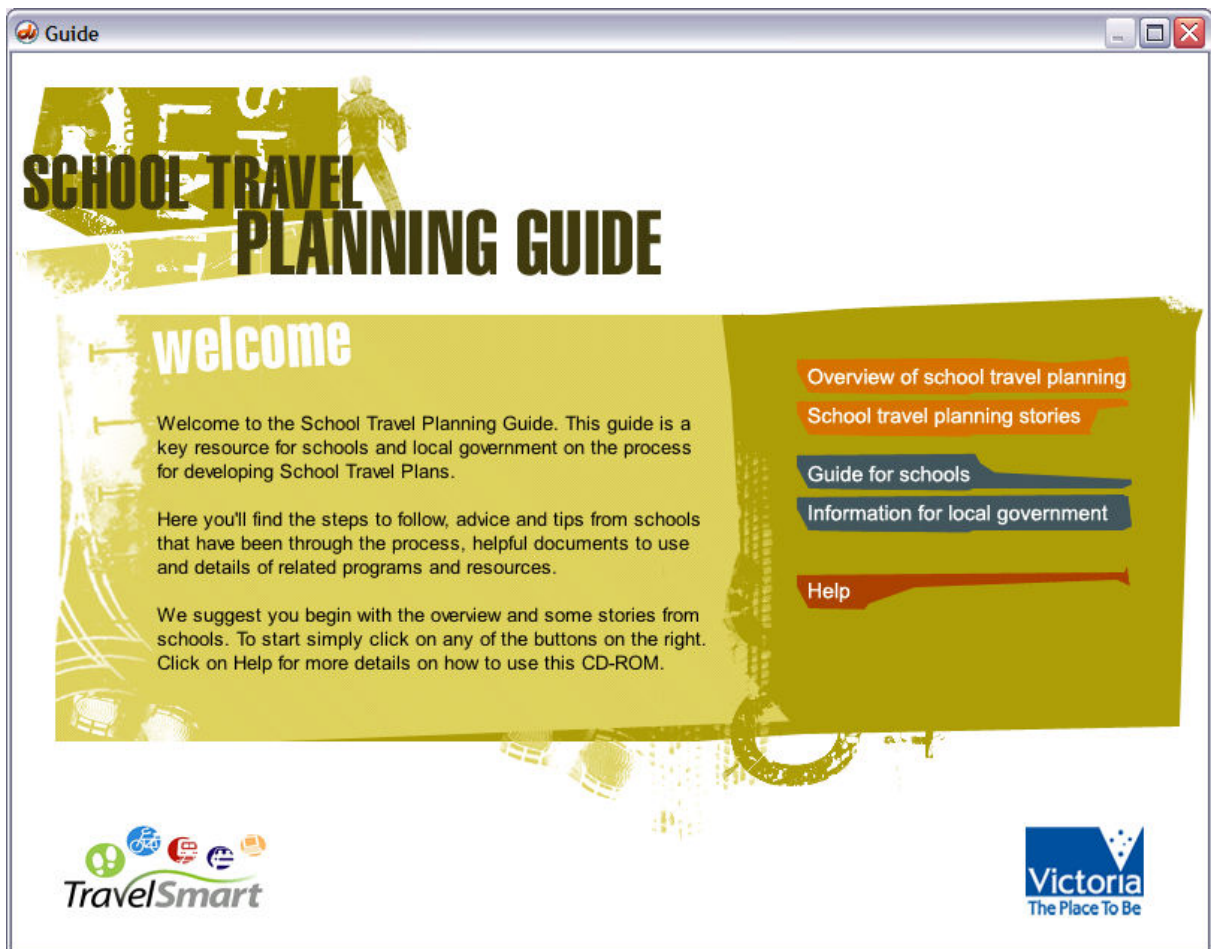 Guide
SCHOOL TRAVEL
PLANNING GUIDE
welcome
Welcome to the School Travel Planning Guide. This guide is a
key resource for schools and local government on the process
for developing School Travel Plans.
Here you'll find the steps to follow, advice and tips from schools
that have been through the process, helpful documents to use
and details of related programs and resources.
We suggest you begin with the overview and some stories from
schools. To start simply click on any of the buttons on the right.
Click on Help for more details on how to use this CD-ROM.
Overview of school travel planning
School travel planning stories
Guide for schools
Information for local government
Help
TravelSmart
Victoria
The Place To Be